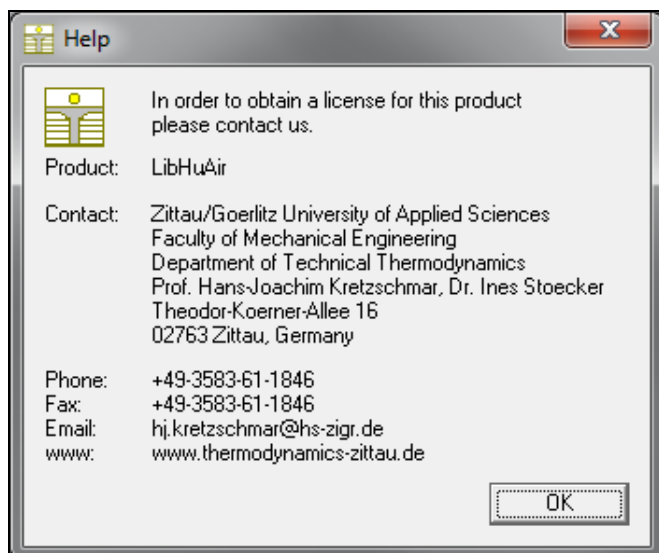 Help
In order to obtain a license for this product
please contact us.
Product: LibHuAir
Contact: Zittau/Goerlitz University of Applied Sciences
Faculty of Mechanical Engineering
Department of Technical Thermodynamics
Prof. Hans-Joachim Kretzschmar, Dr. Ines Stoecker
Theodor-Koerner-Allee 16
02763 Zittau, Germany
Phone: +49-3583-61-1846
Fax: +49-3583-61-1846
Email: hj.kretzschmar@hs-zigr.de
www: www.thermodynamics-zittau.de
OK